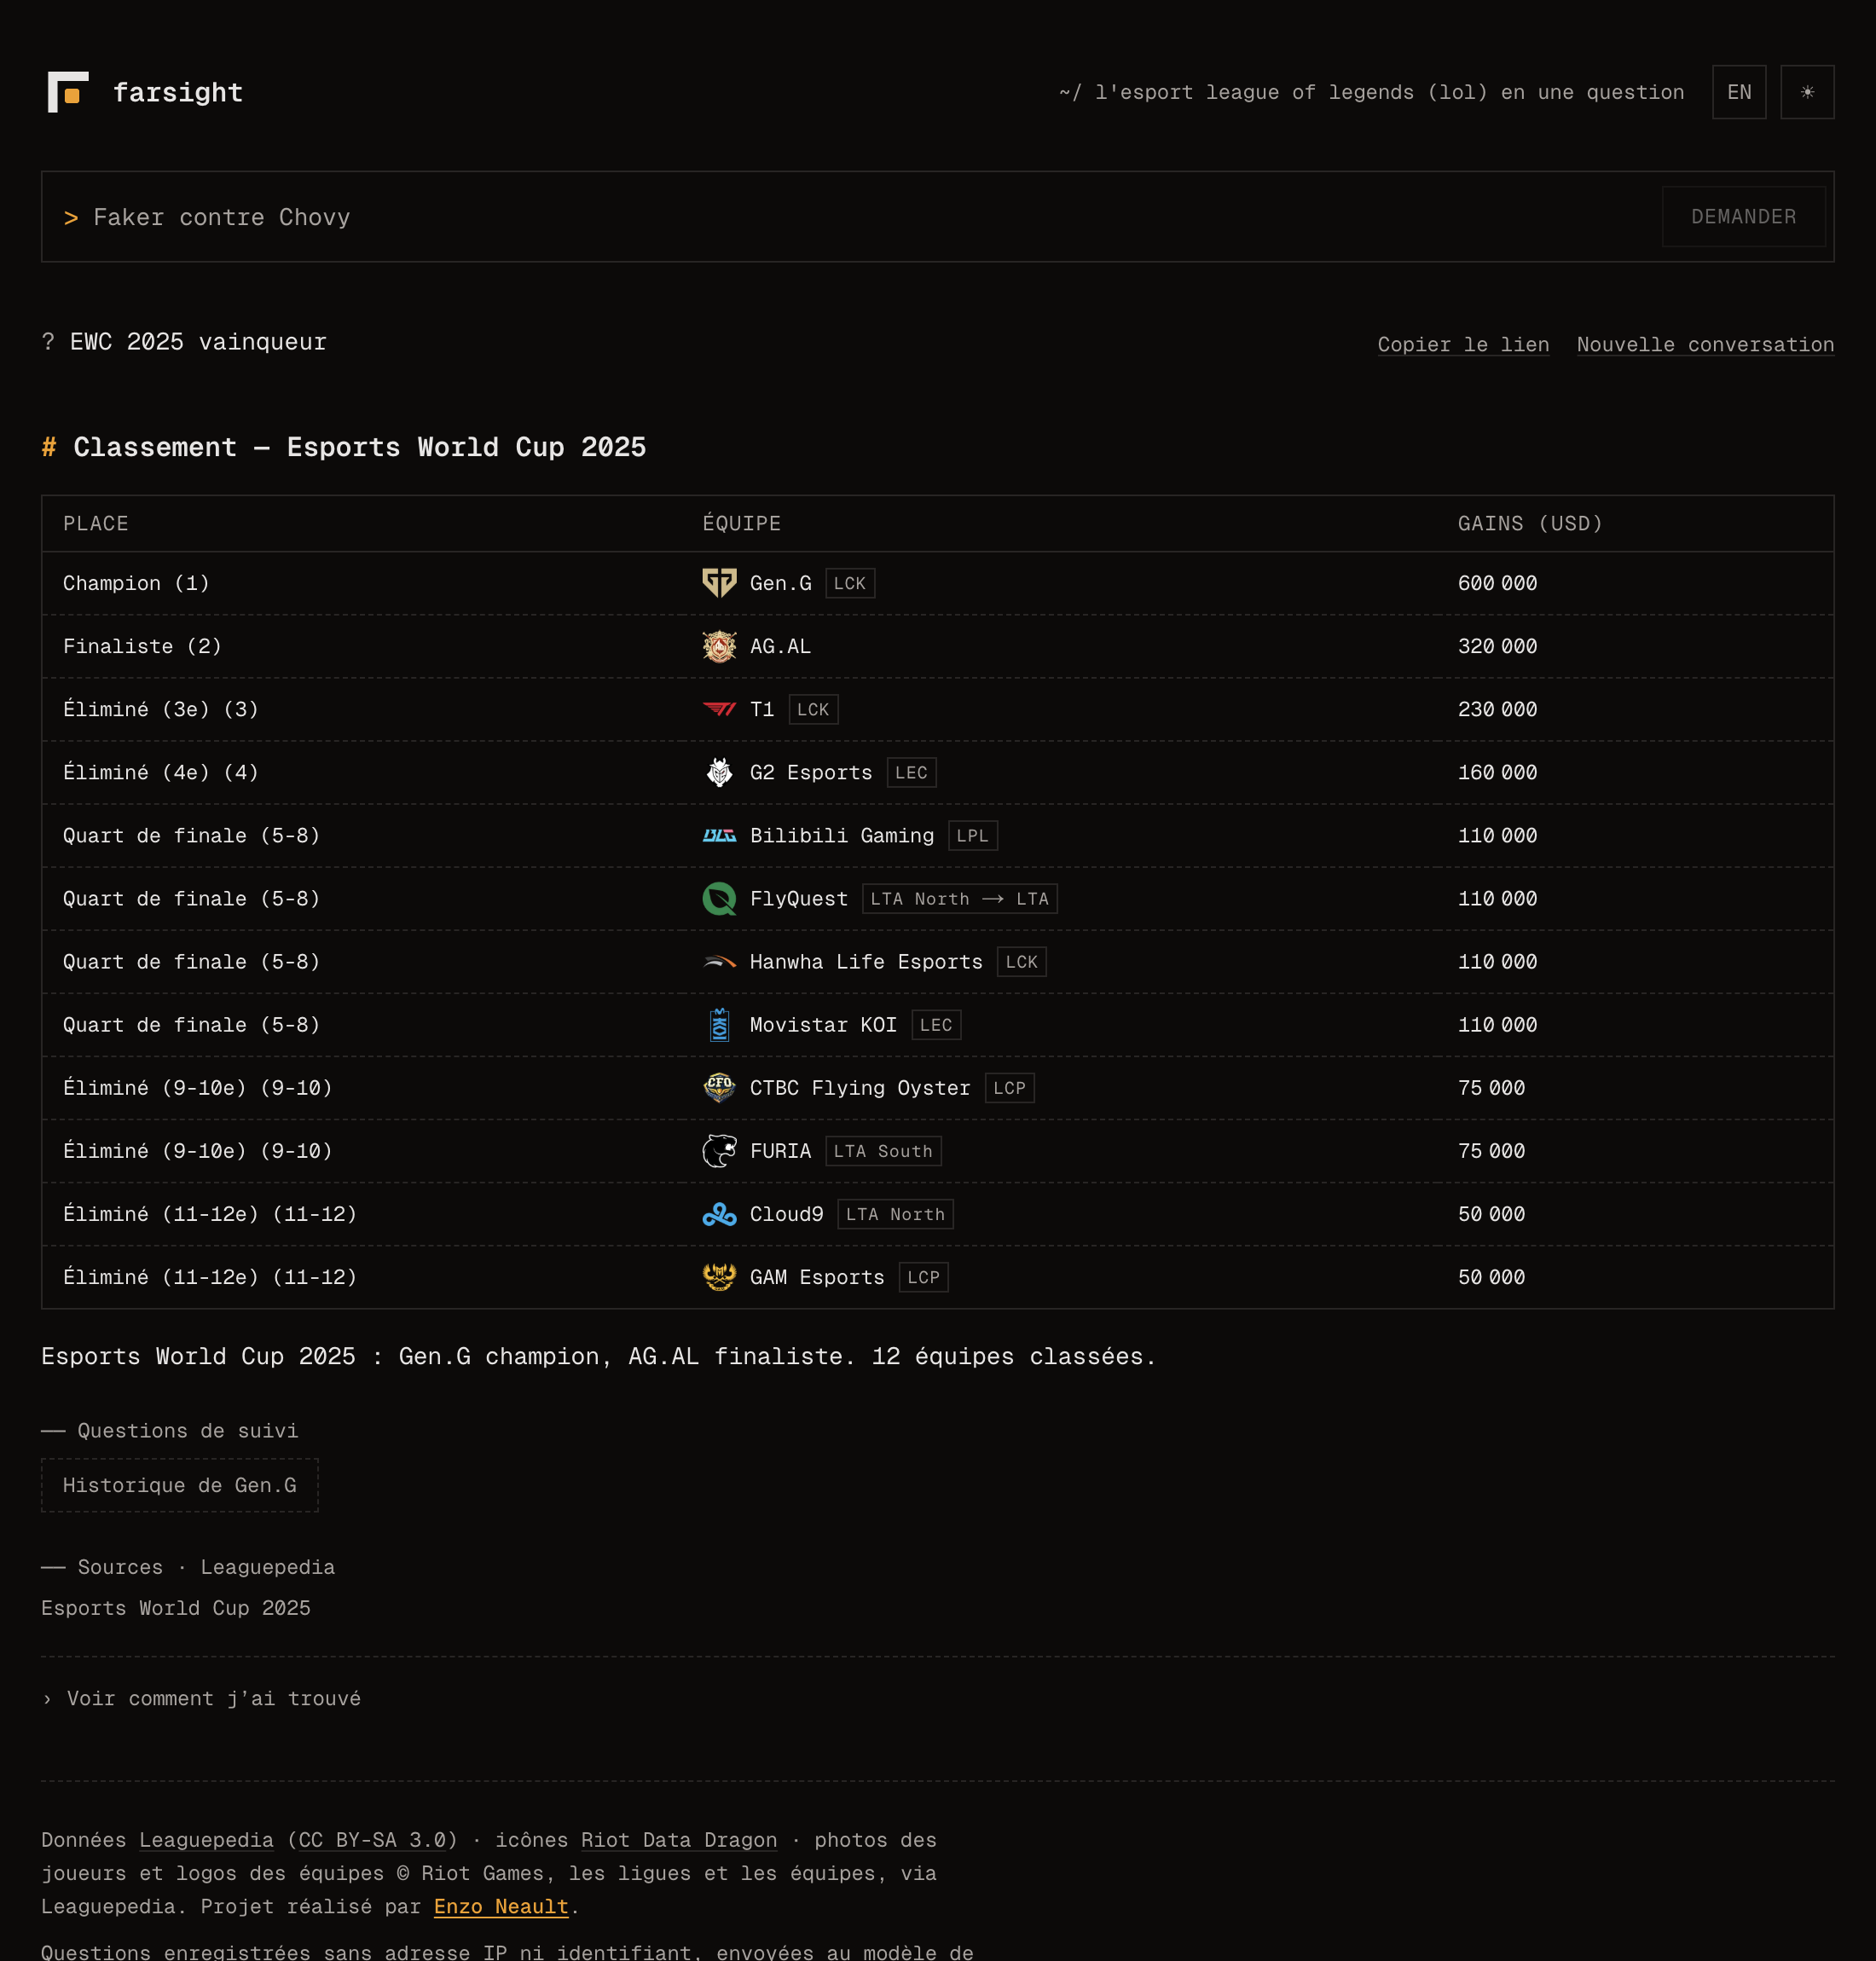 farsight
~/ l'esport league of legends (lol) en une question
EN
☀
> Faker contre Chovy
DEMANDER
? EWC 2025 vainqueur
Copier le lien
Nouvelle conversation
# Classement — Esports World Cup 2025
PLACE ÉQUIPE GAINS (USD)
Champion (1) Gen.G LCK 600 000
Finaliste (2) AG.AL 320 000
Éliminé (3e) (3) T1 LCK 230 000
Éliminé (4e) (4) G2 Esports LEC 160 000
Quart de finale (5-8) BLG Bilibili Gaming LPL 110 000
Quart de finale (5-8) FlyQuest LTA North → LTA 110 000
Quart de finale (5-8) Hanwha Life Esports LCK 110 000
Quart de finale (5-8) KOI Movistar KOI LEC 110 000
Éliminé (9-10e) (9-10) CFO CTBC Flying Oyster LCP 75 000
Éliminé (9-10e) (9-10) FURIA LTA South 75 000
Éliminé (11-12e) (11-12) Cloud9 LTA North 50 000
Éliminé (11-12e) (11-12) GAM Esports LCP 50 000
Esports World Cup 2025 : Gen.G champion, AG.AL finaliste. 12 équipes classées.
— Questions de suivi
Historique de Gen.G
— Sources · Leaguepedia
Esports World Cup 2025
› Voir comment j’ai trouvé
Données Leaguepedia (CC BY-SA 3.0) · icônes Riot Data Dragon · photos des
joueurs et logos des équipes © Riot Games, les ligues et les équipes, via
Leaguepedia. Projet réalisé par Enzo Neault.
Questions enregistrées sans adresse IP ni identifiant, envoyées au modèle de